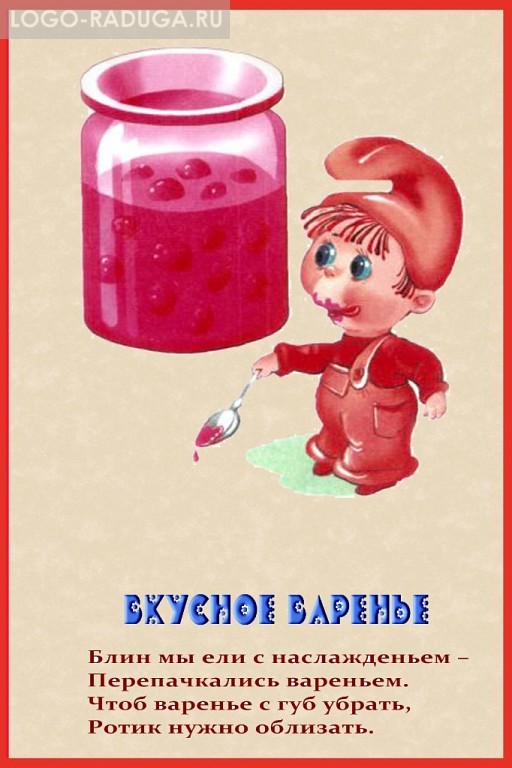 LOGO-RADUGA.RU
ВКУСНОЕ ВАРЕНЬЕ
Блин мы ели с наслажденьем –
Перепачкались вареньем.
Чтоб варенье с губ убрать,
Ротик нужно облизать.